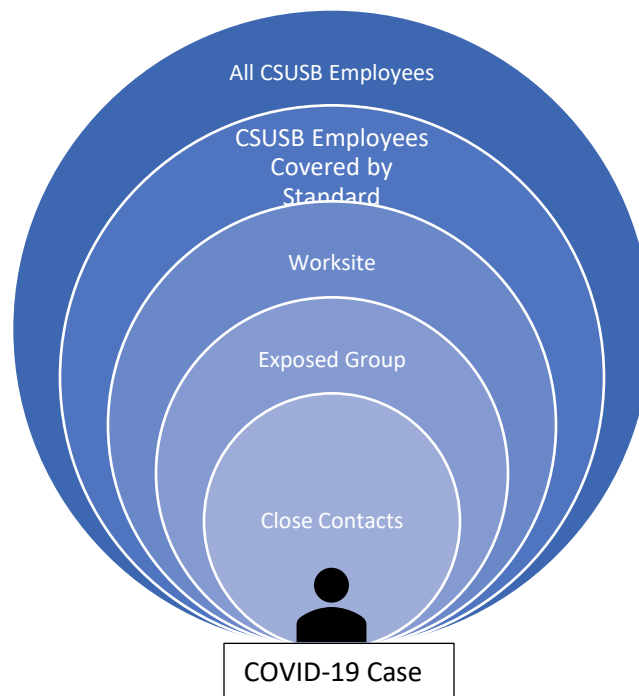 All CSUSB Employees
CSUSB Employees
Covered by
Standard
Worksite
Exposed Group
Close Contacts
COVID-19 Case